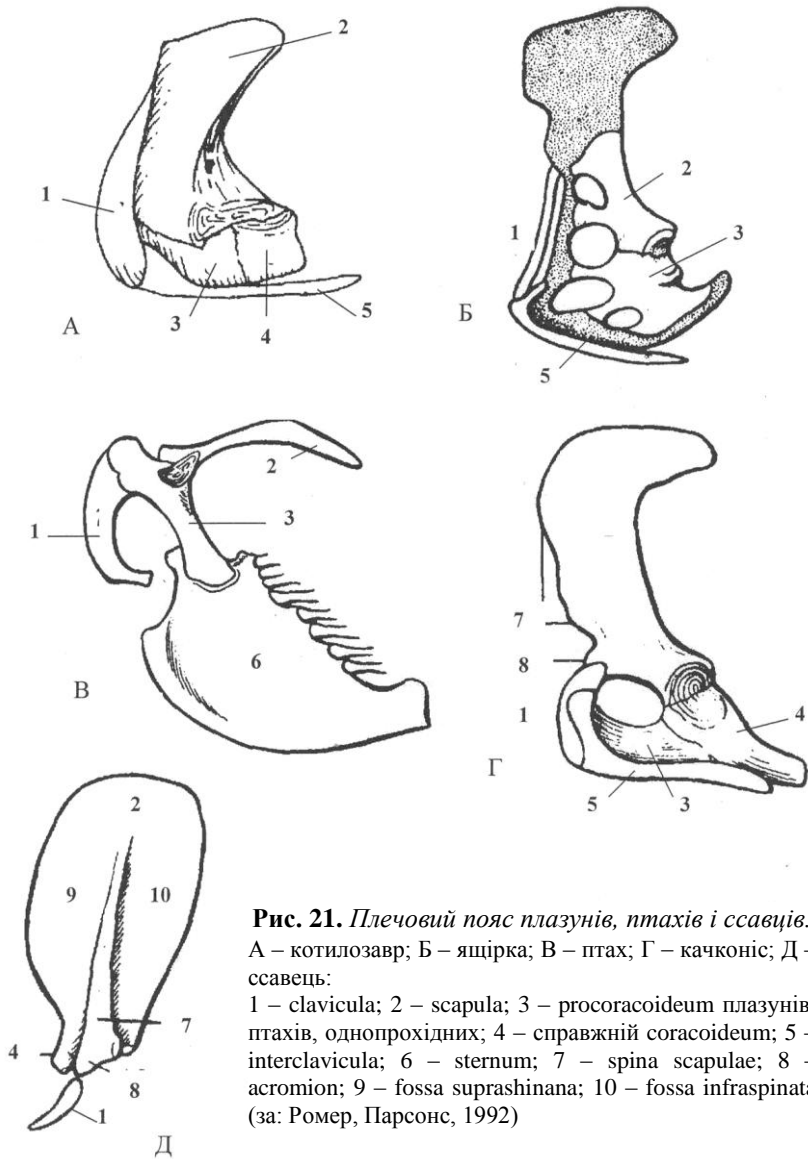 2
1
3
4
5
А
2
1
3
Б
5
2
1
3
6
В
7
8
1
4
Г
5
3
2
9
10
7
4
8
1
Д
Рис. 21. Плечовий пояс плазунів, птахів і ссавців.
А – котилозавр; Б – ящірка; В – птах; Г – качконіс; Д –
ссавець:
1 – clavicula; 2 – scapula; 3 – procoracoideum плазунів
птахів, однопрохідних; 4 – справжній coracoideum; 5 –
interclavicula; 6 – sternum; 7 – spina scapulae; 8 –
acromion; 9 – fossa suprashinana; 10 – fossa infraspinata
(за: Ромер, Парсонс, 1992)